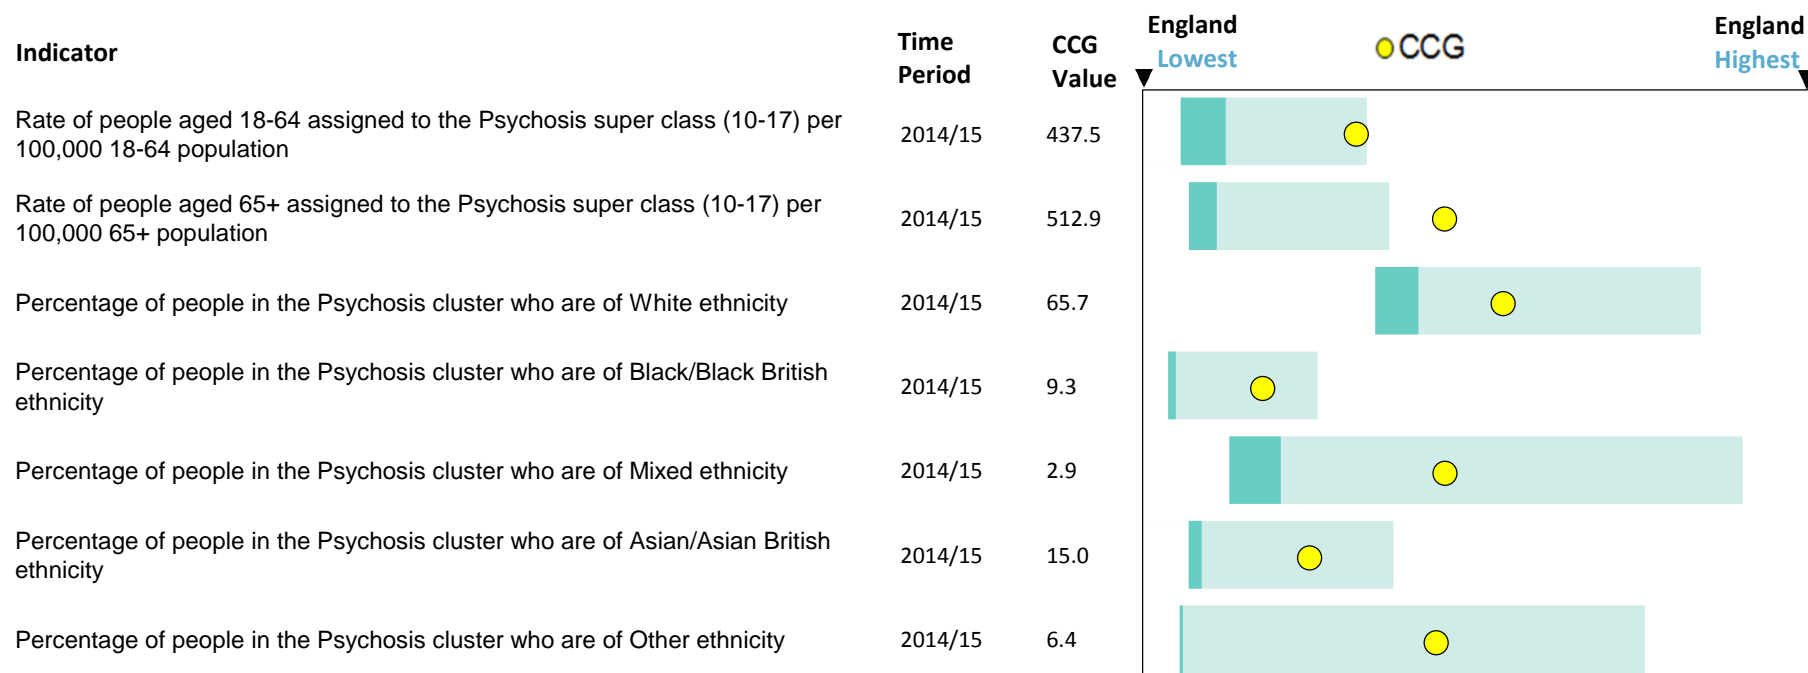 Indicator
Time Period
CCG Value
England Lowest
CCG
England Highest
Rate of people aged 18-64 assigned to the Psychosis super class (10-17) per
100,000 18-64 population
2014/15
437.5
Rate of people aged 65+ assigned to the Psychosis super class (10-17) per
100,000 65+ population
2014/15
512.9
Percentage of people in the Psychosis cluster who are of White ethnicity
2014/15
65.7
Percentage of people in the Psychosis cluster who are of Black/Black British
ethnicity
2014/15
9.3
Percentage of people in the Psychosis cluster who are of Mixed ethnicity
2014/15
2.9
Percentage of people in the Psychosis cluster who are of Asian/Asian British
ethnicity
2014/15
15.0
Percentage of people in the Psychosis cluster who are of Other ethnicity
2014/15
6.4